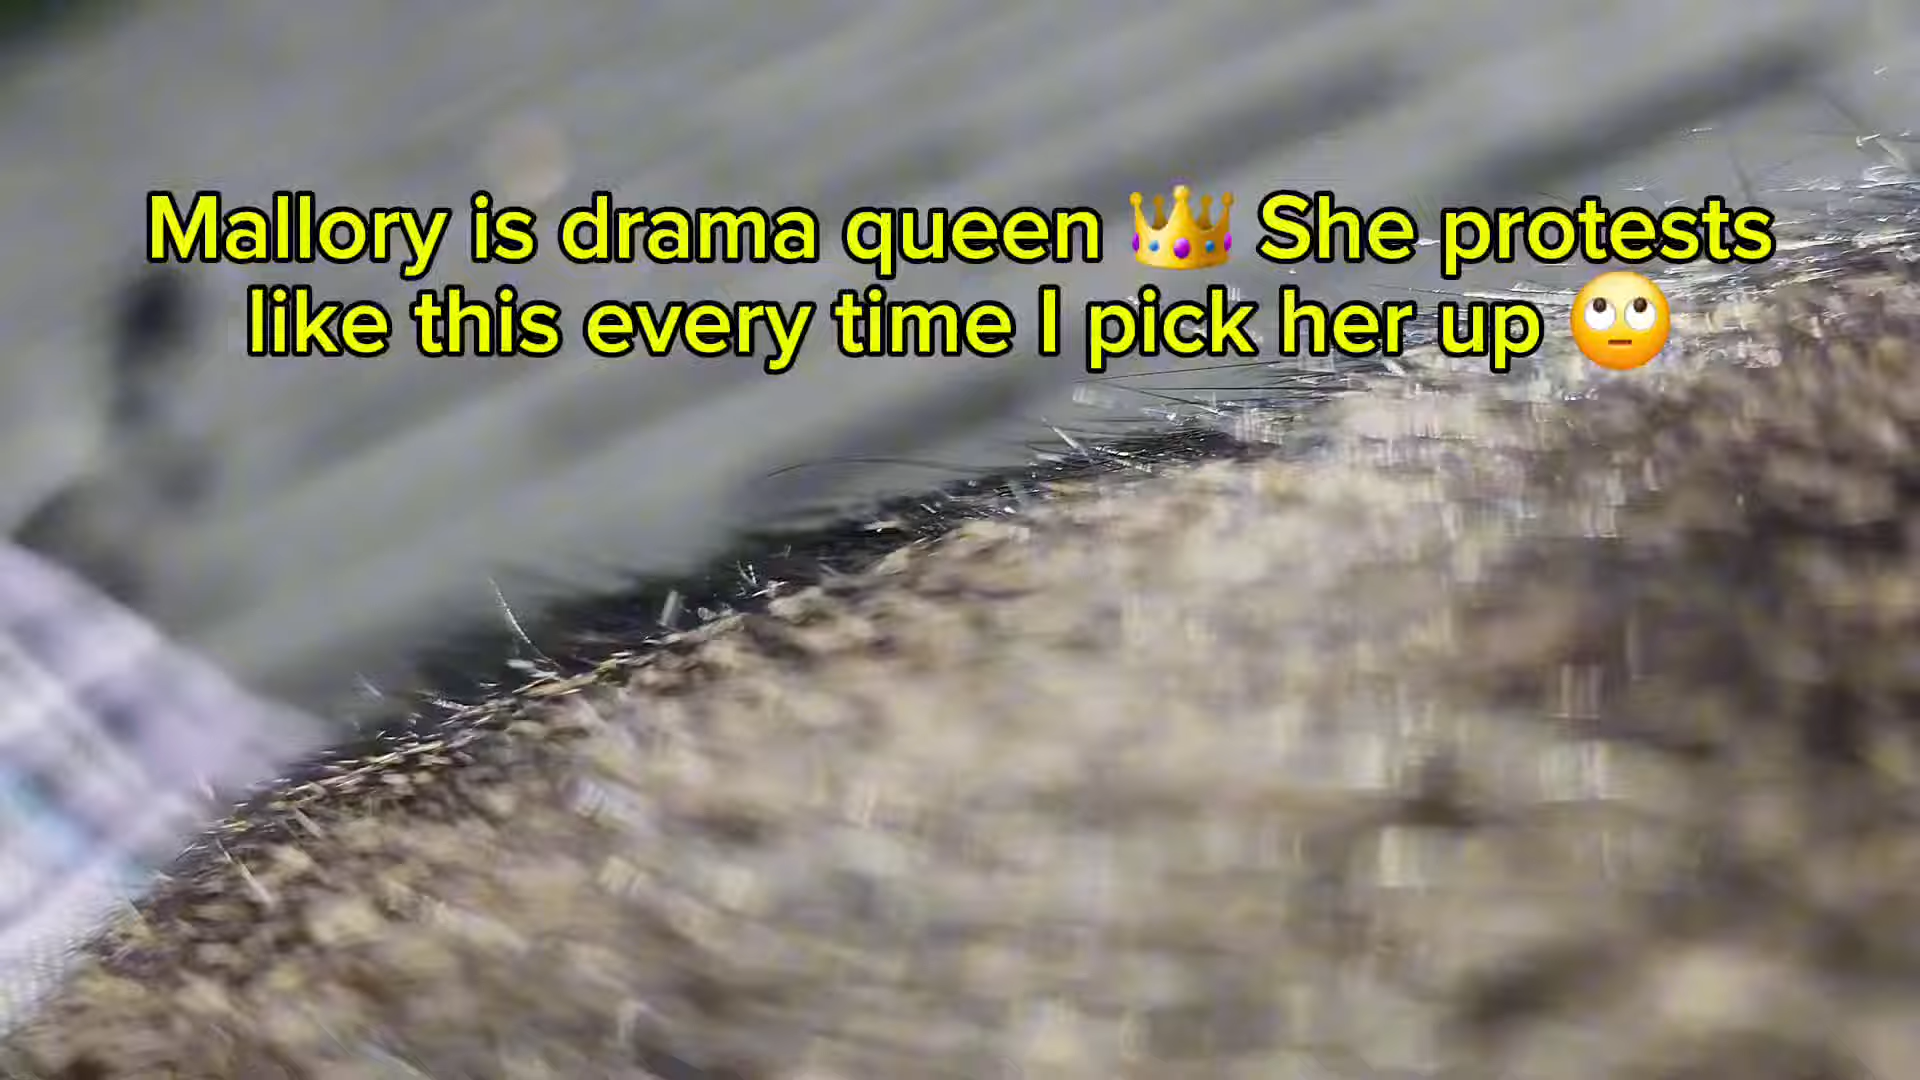 Mallory is drama queen 👑 She protests
like this every time I pick her up 🙄